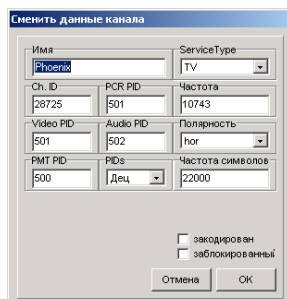 Сменить данные канала
Имя ServiceType
Phoenix TV
Ch. ID PCR PID Частота
28725 501 10743
Video PID Audio PID Полярность
501 502 hor
PMT PID PIDs Частота символов
500 Дец 22000
закодирован
заблокированный
Отмена OK